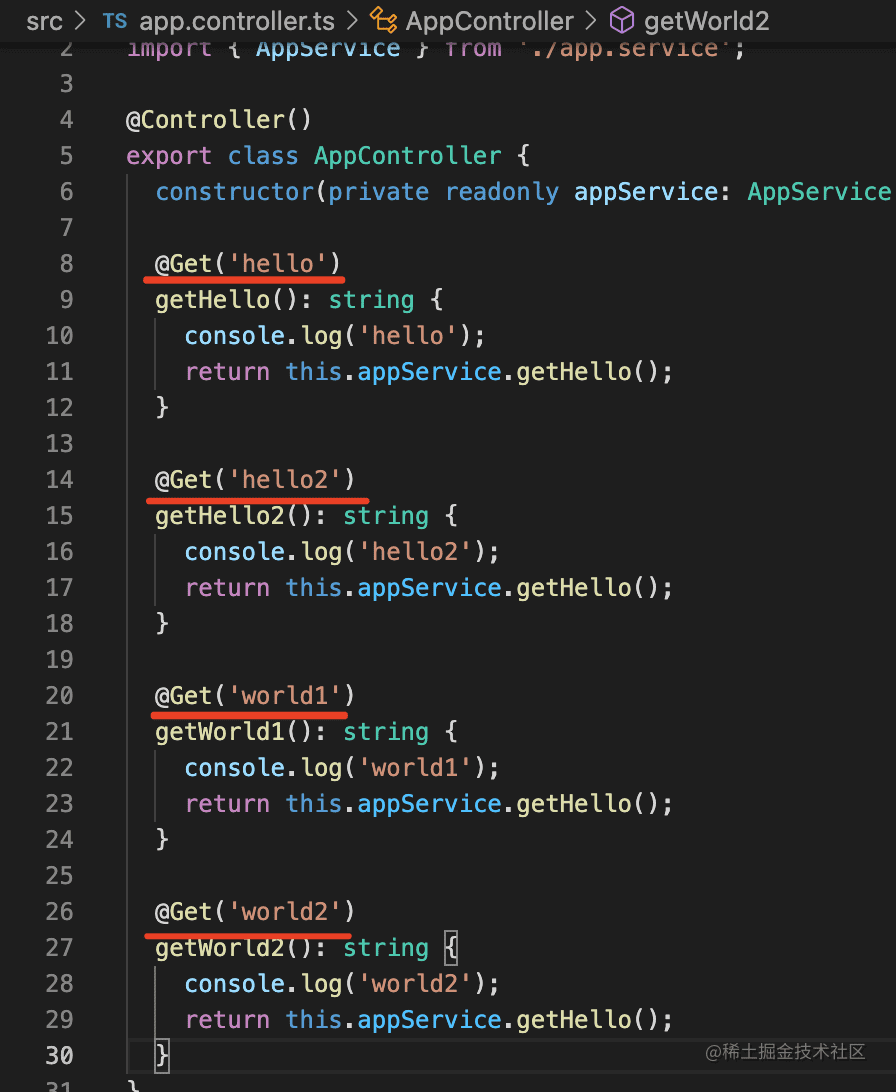 src > TS app.controller.ts > AppController > getWorld2
2 import { AppService } from './app.service';
3
4 @Controller()
5 export class AppController {
6 constructor(private readonly appService: AppService
7
8 @Get('hello')
9 getHello(): string {
10 console.log('hello');
11 return this.appService.getHello();
12 }
13
14 @Get('hello2')
15 getHello2(): string {
16 console.log('hello2');
17 return this.appService.getHello();
18 }
19
20 @Get('world1')
21 getWorld1(): string {
22 console.log('world1');
23 return this.appService.getHello();
24 }
25
26 @Get('world2')
27 getWorld2(): string {
28 console.log('world2');
29 return this.appService.getHello();
30 }
@稀土掘金技术社区
31 }